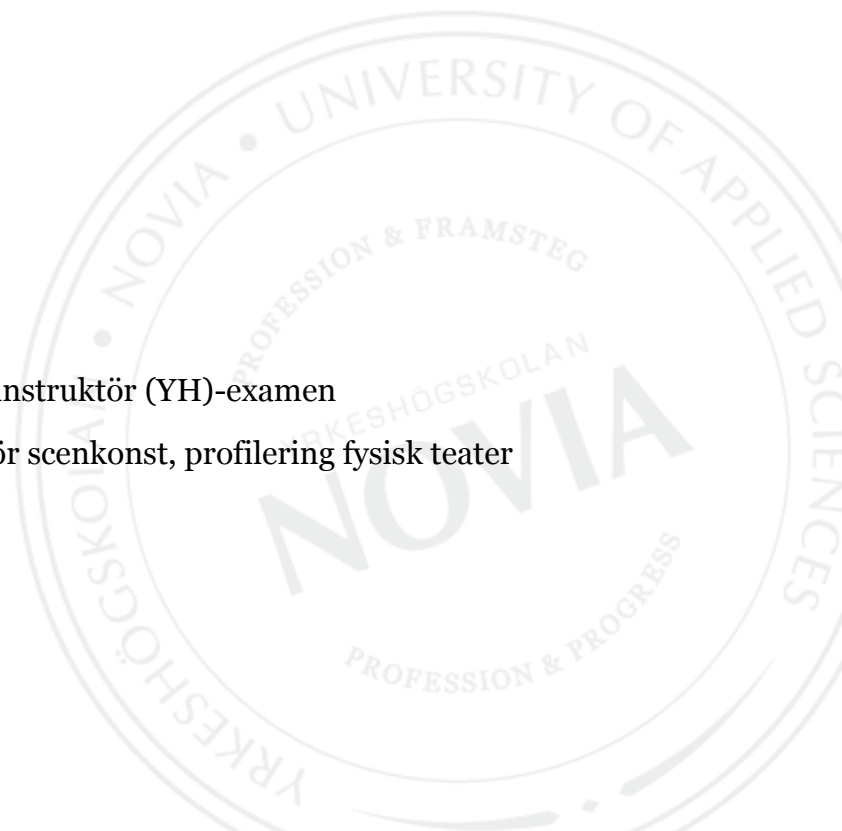 nstruktör (YH)-examen
ör scenkonst, profilering fysisk teater
YRKESHÖGSKOLAN • NOVIA • UNIVERSITY OF APPLIED SCIENCES
PROFESSION & FRAMSTEG
YRKESHÖGSKOLAN
NOVIA
PROFESSION & PROGRESS